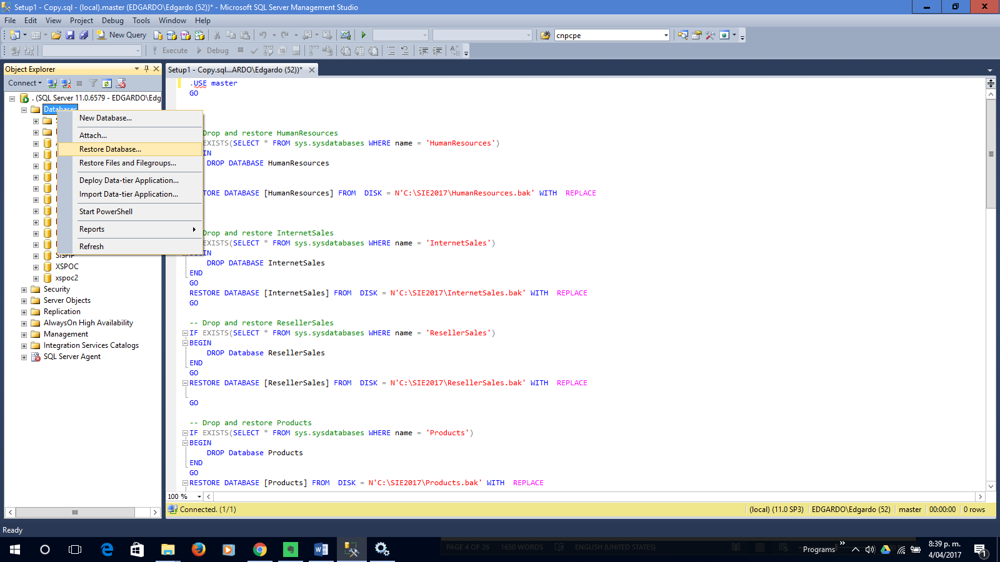 Setup1 - Copy.sql - (local).master (EDGARDO\Edgardo (52))* - Microsoft SQL Server Management Studio
File Edit View Project Debug Tools Window Help
New Query
cnpcpe
Execute Debug
Object Explorer
Setup1 - Copy.sql...ARDO\Edgardo (52))*
Connect
. (SQL Server 11.0.6579 - EDGARDO\Edg
Databases
New Database...
Attach...
Restore Database...
Restore Files and Filegroups...
Deploy Data-tier Application...
Import Data-tier Application...
Start PowerShell
Reports
Refresh
XSPOC
xspoc2
Security
Server Objects
Replication
AlwaysOn High Availability
Management
Integration Services Catalogs
SQL Server Agent
.USE master
GO
Drop and restore HumanResources
EXISTS(SELECT * FROM sys.sysdatabases WHERE name = 'HumanResources')
IN
DROP DATABASE HumanResources
TORE DATABASE [HumanResources] FROM  DISK = N'C:\SIE2017\HumanResources.bak' WITH  REPLACE
Drop and restore InternetSales
EXISTS(SELECT * FROM sys.sysdatabases WHERE name = 'InternetSales')
DROP DATABASE InternetSales
END
GO
RESTORE DATABASE [InternetSales] FROM  DISK = N'C:\SIE2017\InternetSales.bak' WITH  REPLACE
GO
-- Drop and restore ResellerSales
IF EXISTS(SELECT * FROM sys.sysdatabases WHERE name = 'ResellerSales')
BEGIN
DROP Database ResellerSales
END
GO
RESTORE DATABASE [ResellerSales] FROM  DISK = N'C:\SIE2017\ResellerSales.bak' WITH  REPLACE
GO
-- Drop and restore Products
IF EXISTS(SELECT * FROM sys.sysdatabases WHERE name = 'Products')
BEGIN
DROP Database Products
END
GO
RESTORE DATABASE [Products] FROM  DISK = N'C:\SIE2017\Products.bak' WITH  REPLACE
100 %
Connected. (1/1)
(local) (11.0 SP3) EDGARDO\Edgardo (52) master 00:00:00 0 rows
Ready
PAGE 4 OF 26 1650 WORDS ENGLISH (UNITED STATES)
Programs
8:39 p. m.
4/04/2017
1